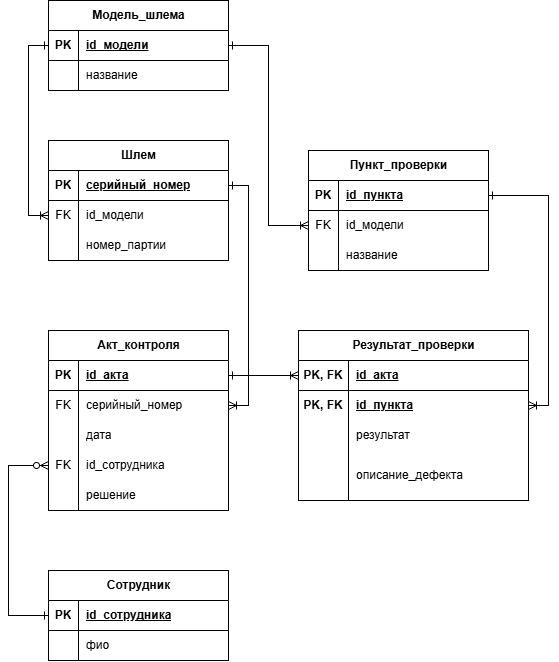 Модель_шлема
PK id_модели
название
Шлем
PK серийный_номер
FK id_модели
номер_партии
Пункт_проверки
PK id_пункта
FK id_модели
название
Акт_контроля
PK id_акта
FK серийный_номер
дата
FK id_сотрудника
решение
Результат_проверки
PK, FK id_акта
PK, FK id_пункта
результат
описание_дефекта
Сотрудник
PK id_сотрудника
фио